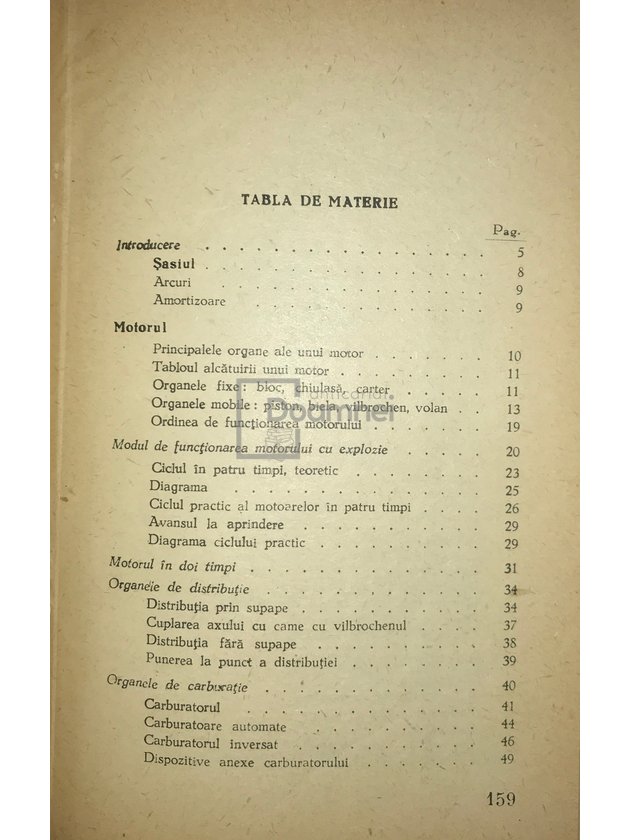 TABLA DE MATERIE
Pag.
Introducere . . . . . . . . . . . . . . . . 5
Şasiul . . . . . . . . . . . . . . . . 8
Arcuri . . . . . . . . . . . . . . 9
Amortizoare . . . . . . . . . . . . 9
Motorul
Principalele organe ale unui motor . . . . . . 10
Tabloul alcătuirii unui motor . . . . . . . . 11
Organele fixe: bloc, chiulasă, carter . . . . . 11
Organele mobile: piston, biela, vilbrochen, volan . 13
Ordinea de funcţionarea motorului . . . . . . 19
anticariat
Doamnei
Modul de funcţionarea motorului cu explozie . . . . . 20
Ciclul în patru timpi, teoretic . . . . . . . . 23
Diagrama . . . . . . . . . . . . . 25
Ciclul practic al motoarelor în patru timpi . . . . 26
Avansul la aprindere . . . . . . . . . . 29
Diagrama ciclului practic . . . . . . . . . 29
Motorul în doi timpi . . . . . . . . . . . . 31
Organele de distribuţie . . . . . . . . . . . . 34
Distribuţia prin supape . . . . . . . . . . 34
Cuplarea axului cu came cu vilbrochenul . . . . 37
Distribuţia fără supape . . . . . . . . . 38
Punerea la punct a distribuţiei . . . . . . . 39
Organele de carburaţie . . . . . . . . . . . . 40
Carburatorul . . . . . . . . . . . . 41
Carburatoare automate . . . . . . . . . 44
Carburatorul inversat . . . . . . . . . 46
Dispozitive anexe carburatorului . . . . . . 49
159